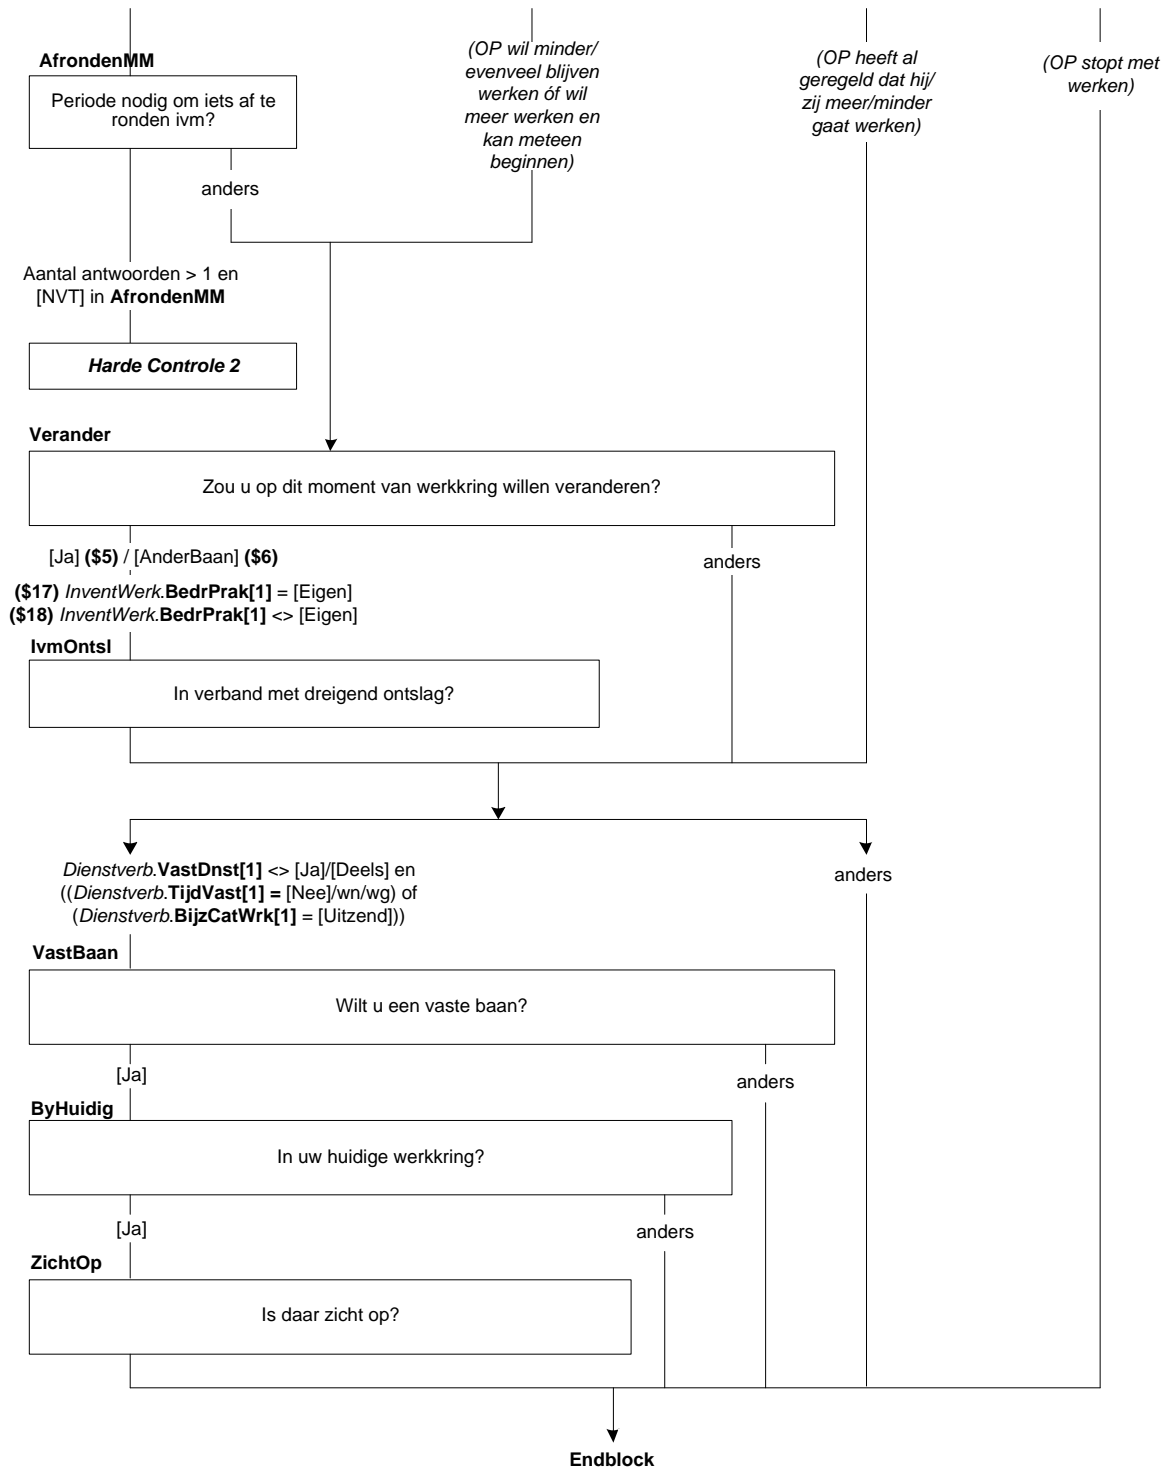 AfrondenMM
Periode nodig om iets af te
ronden ivm?
(OP wil minder/
evenveel blijven
werken óf wil
meer werken en
kan meteen
beginnen)
(OP heeft al
geregeld dat hij/
zij meer/minder
gaat werken)
(OP stopt met
werken)
anders
Aantal antwoorden > 1 en
[NVT] in AfrondenMM
Harde Controle 2
Verander
Zou u op dit moment van werkkring willen veranderen?
[Ja] ($5) / [AnderBaan] ($6)
anders
($17) InventWerk.BedrPrak[1] = [Eigen]
($18) InventWerk.BedrPrak[1] <> [Eigen]
IvmOntsl
In verband met dreigend ontslag?
Dienstverb.VastDnst[1] <> [Ja]/[Deels] en
((Dienstverb.TijdVast[1] = [Nee]/wn/wg) of
(Dienstverb.BijzCatWrk[1] = [Uitzend]))
anders
VastBaan
Wilt u een vaste baan?
[Ja]
anders
ByHuidig
In uw huidige werkkring?
[Ja]
anders
ZichtOp
Is daar zicht op?
Endblock